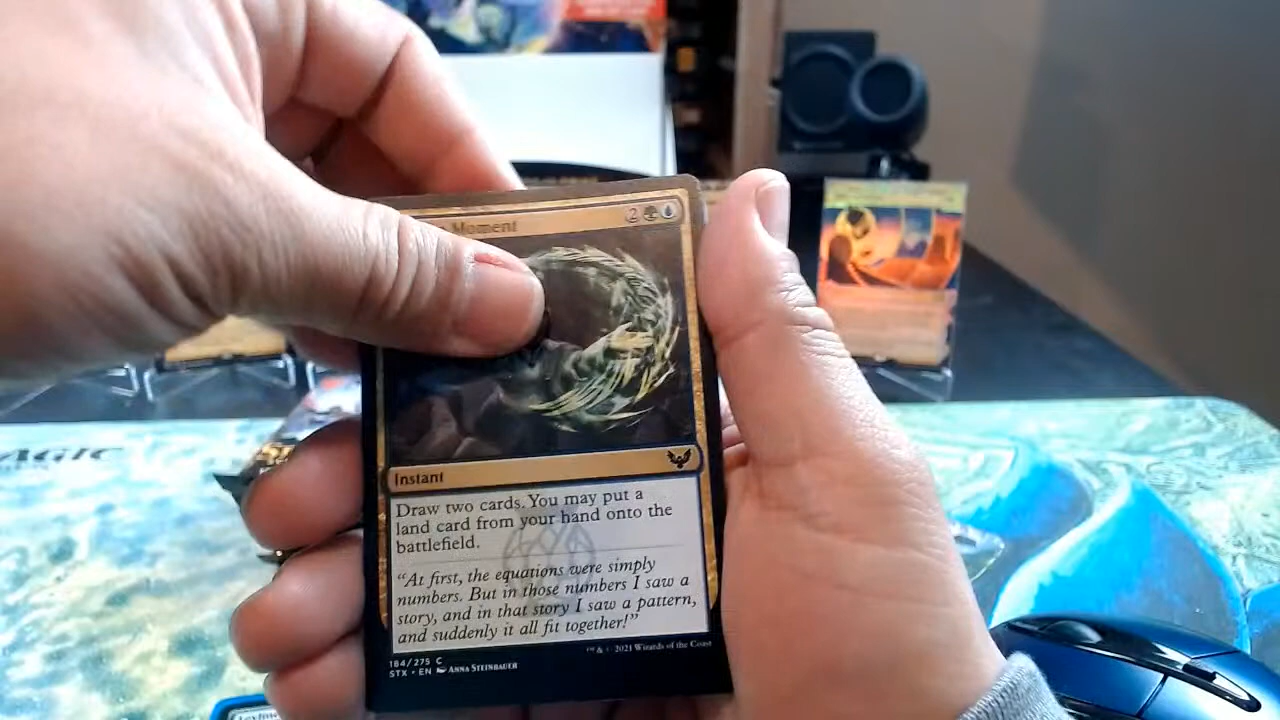 Moment
2
Instant
Draw two cards. You may put a
land card from your hand onto the
battlefield.
"At first, the equations were simply
numbers. But in those numbers I saw a
story, and in that story I saw a pattern,
and suddenly it all fit together!"
184/275 C
STX • EN ANNA STEINBAUER
™ & © 2021 Wizards of the Coast
AGIC